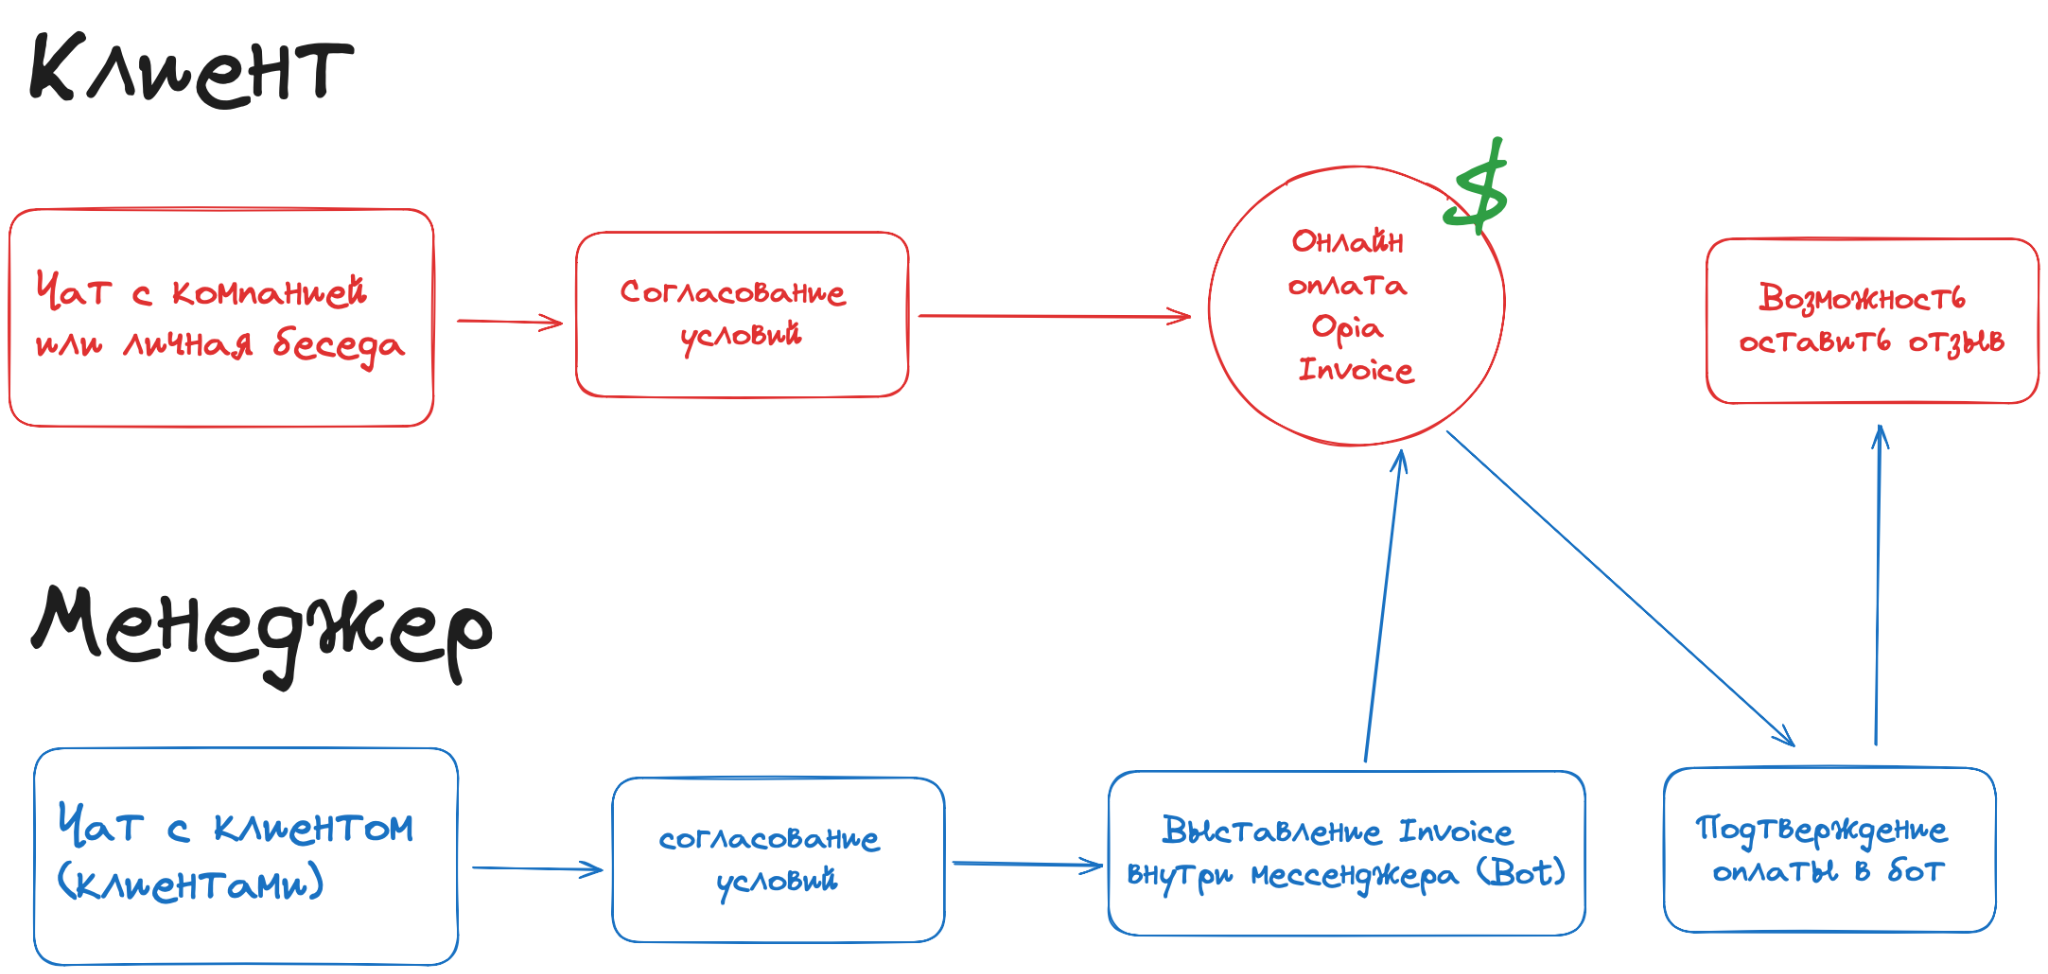 Клиент
$
Чат с компанией
или личная беседа
Согласование
условий
Онлайн
оплата
Opia
Invoice
Возможность
оставить отзыв
Менеджер
Чат с клиентом
(клиентами)
согласование
условий
Выставление Invoice
внутри мессенджера (Bot)
Подтверждение
оплаты в бот